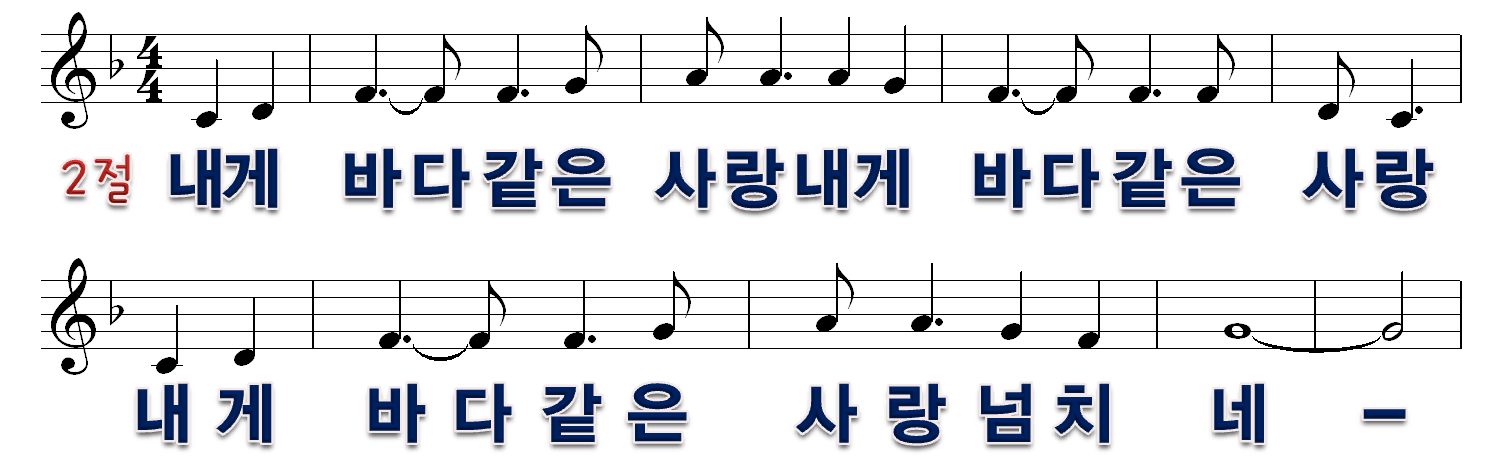 2절 내게 바다같은 사랑내게 바다같은 사랑
내 게 바 다 같 은 사 랑 넘 치 네 -